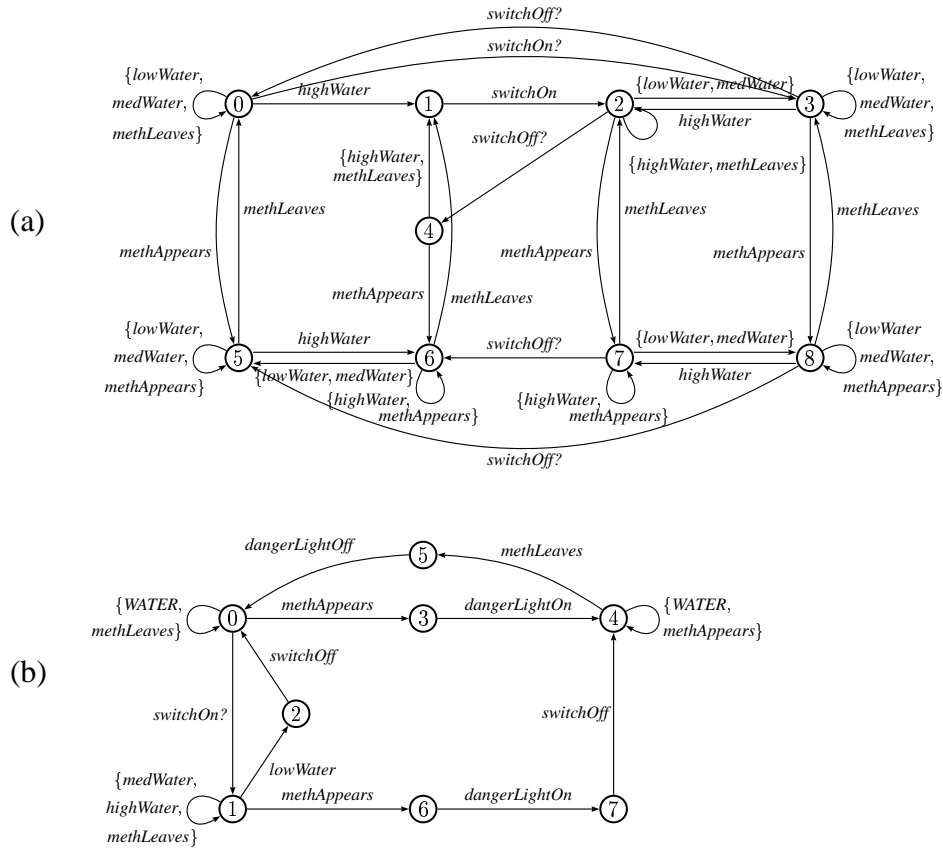 switchOff?
switchOn?
{lowWater,
medWater,
methLeaves}
0
highWater
1
switchOn
2
{lowWater, medWater}
highWater
3
{lowWater,
medWater,
methLeaves}
switchOff?
{highWater,
methLeaves}
{highWater, methLeaves}
(a)
methLeaves
4
methLeaves
methLeaves
methAppears
methAppears
methAppears
methAppears
methLeaves
{lowWater,
medWater,
methAppears}
5
highWater
{lowWater, medWater}
6
{highWater,
methAppears}
switchOff?
7
{highWater,
methAppears}
{lowWater, medWater}
highWater
8
{lowWater
medWater,
methAppears}
switchOff?
dangerLightOff
5
methLeaves
{WATER,
methLeaves}
0
methAppears
3
dangerLightOn
4
{WATER,
methAppears}
switchOff
(b)
switchOn?
2
switchOff
lowWater
{medWater,
highWater,
methLeaves}
1
methAppears
6
dangerLightOn
7